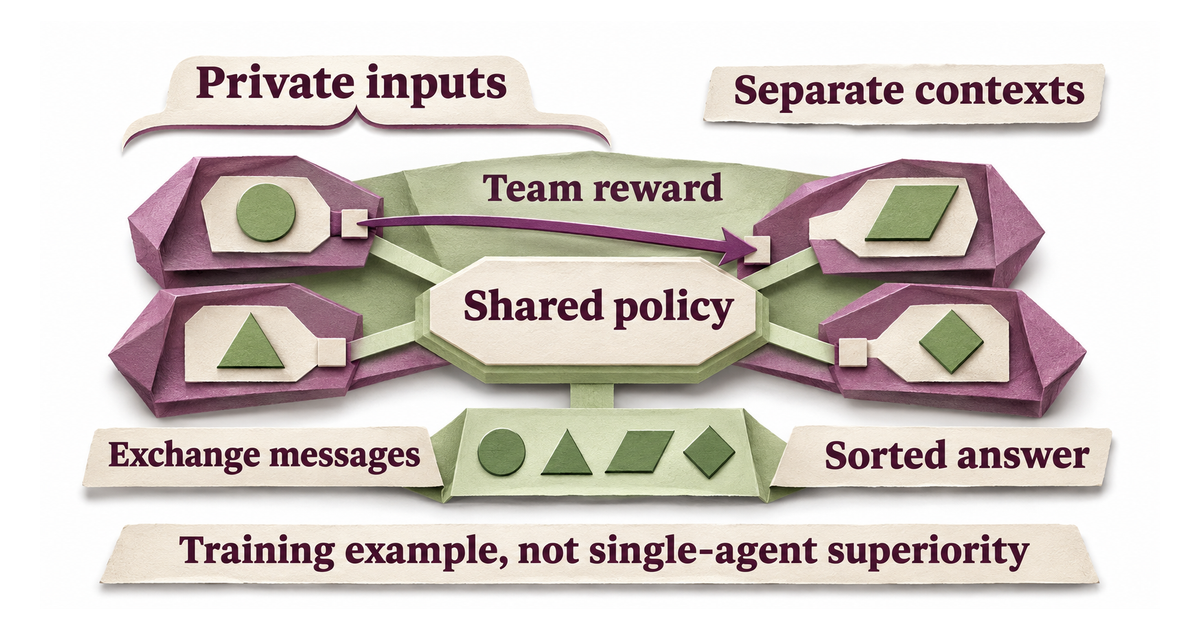 Private inputs
Separate contexts
Team reward
Shared policy
Exchange messages
Sorted answer
Training example, not single-agent superiority